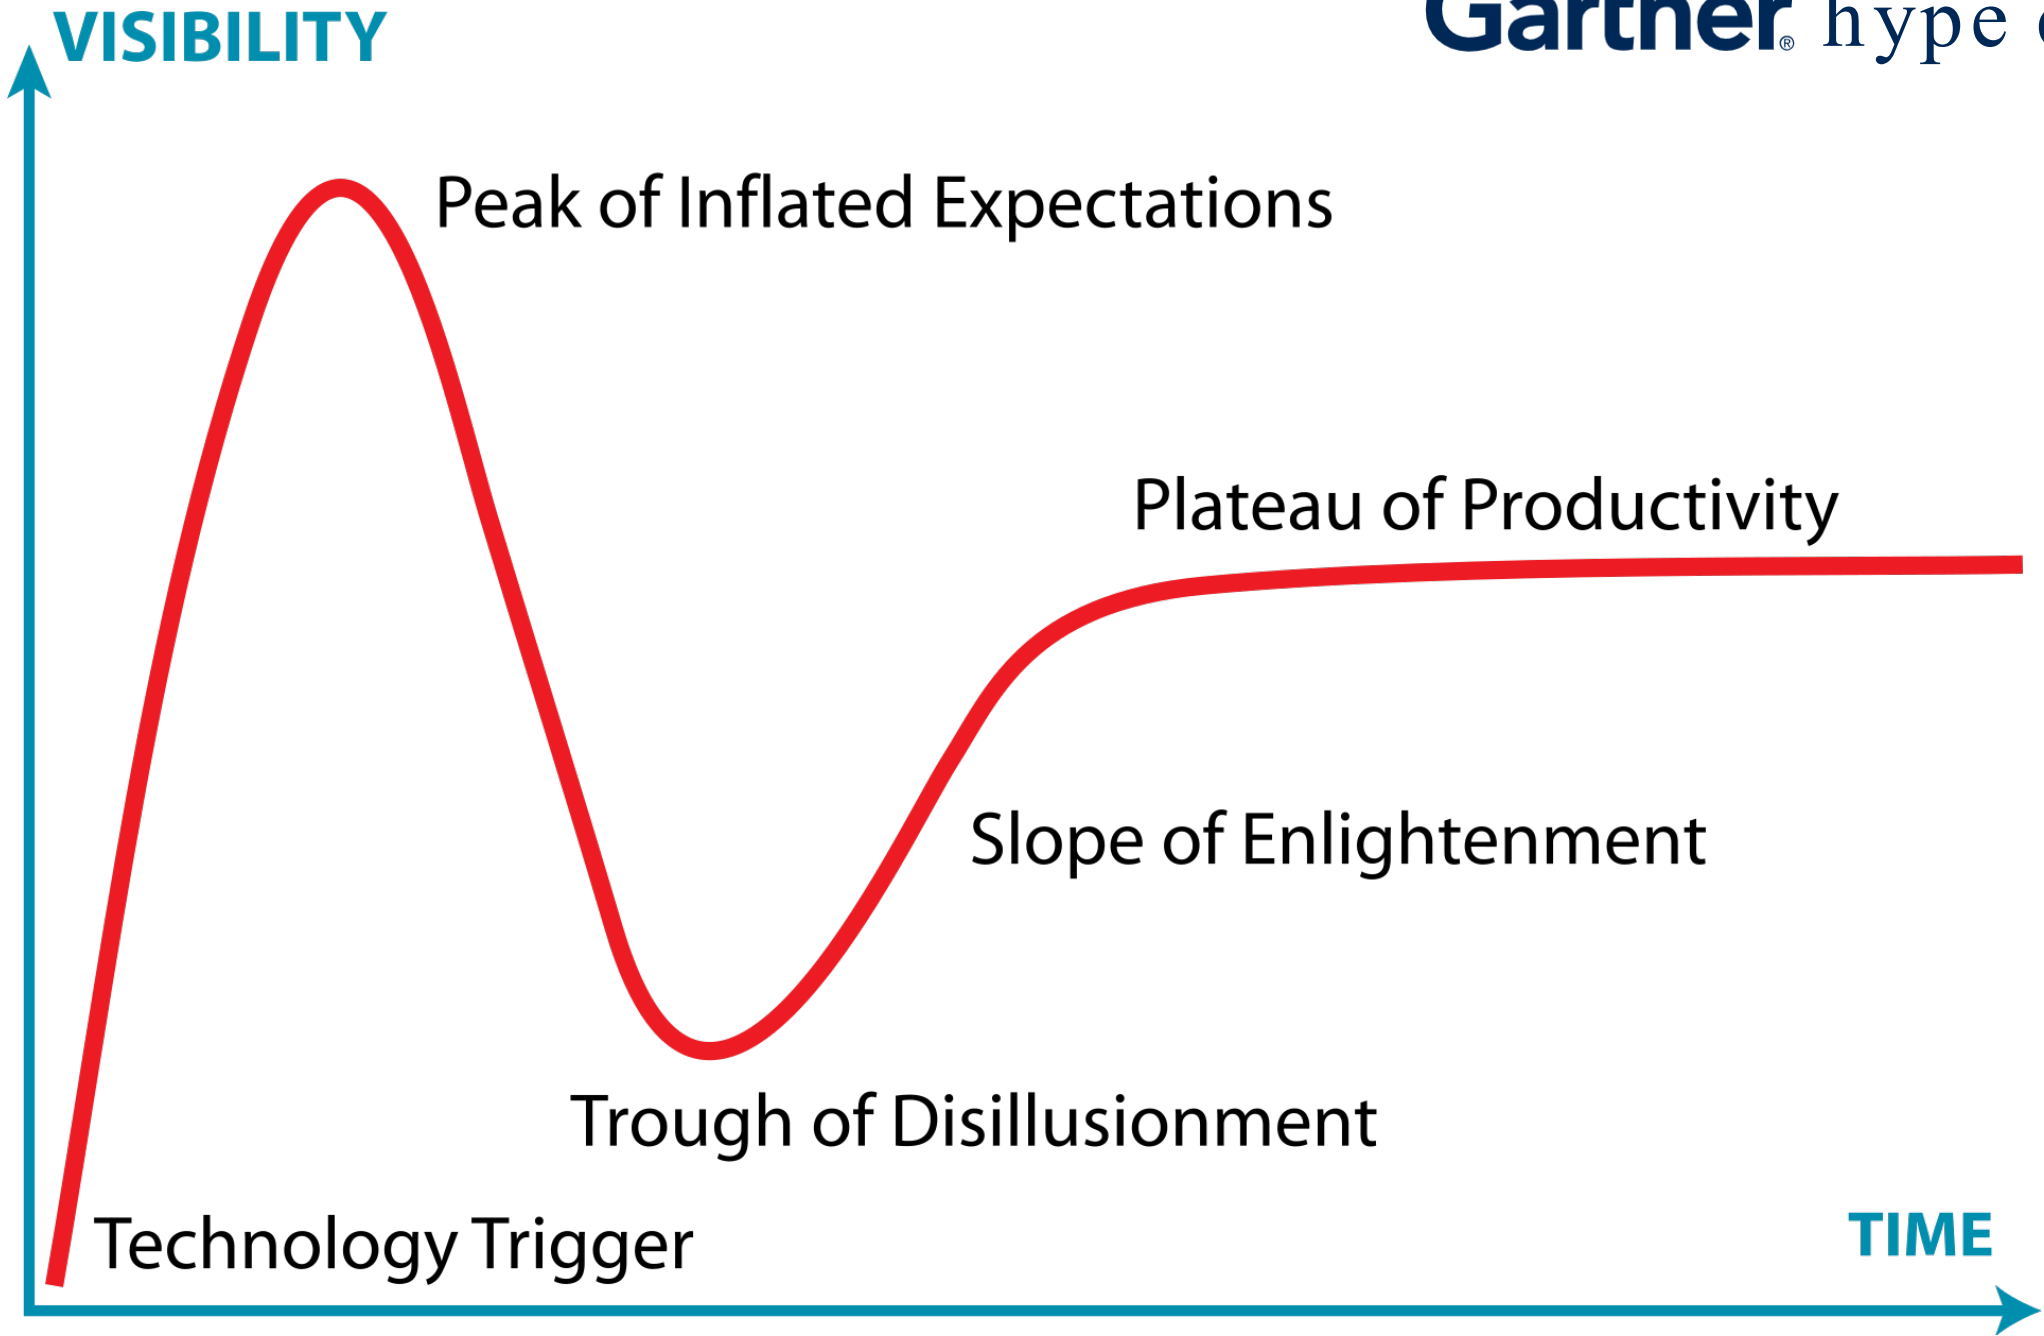 VISIBILITY
Gartner® hype
Peak of Inflated Expectations
Plateau of Productivity
Slope of Enlightenment
Trough of Disillusionment
Technology Trigger
TIME